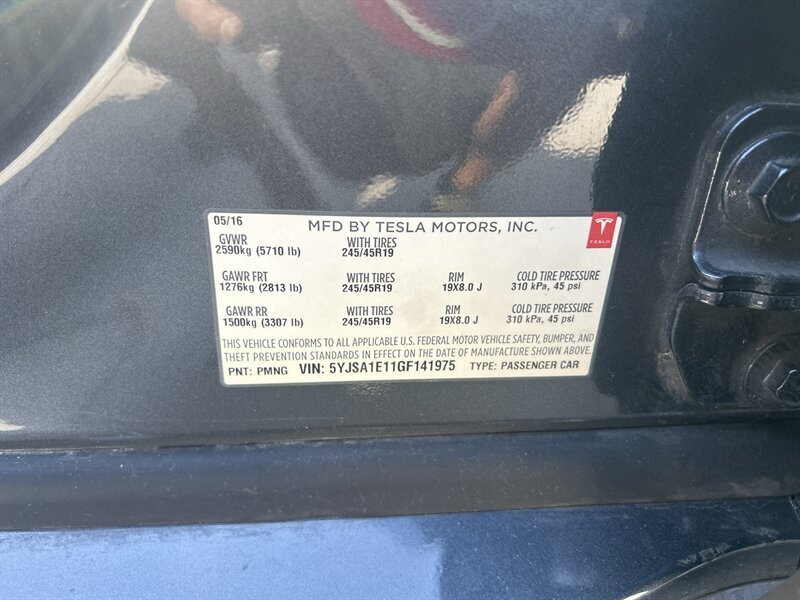 05/16
MFD BY TESLA MOTORS, INC.
TESLA
GVWR WITH TIRES
2590kg (5710 lb) 245/45R19
GAWR FRT WITH TIRES RIM COLD TIRE PRESSURE
1276kg (2813 lb) 245/45R19 19X8.0 J 310 kPa, 45 psi
GAWR RR WITH TIRES RIM COLD TIRE PRESSURE
1500kg (3307 lb) 245/45R19 19X8.0 J 310 kPa, 45 psi
THIS VEHICLE CONFORMS TO ALL APPLICABLE U.S. FEDERAL MOTOR VEHICLE SAFETY, BUMPER, AND
THEFT PREVENTION STANDARDS IN EFFECT ON THE DATE OF MANUFACTURE SHOWN ABOVE.
PNT: PMNG VIN: 5YJSA1E11GF141975 TYPE: PASSENGER CAR